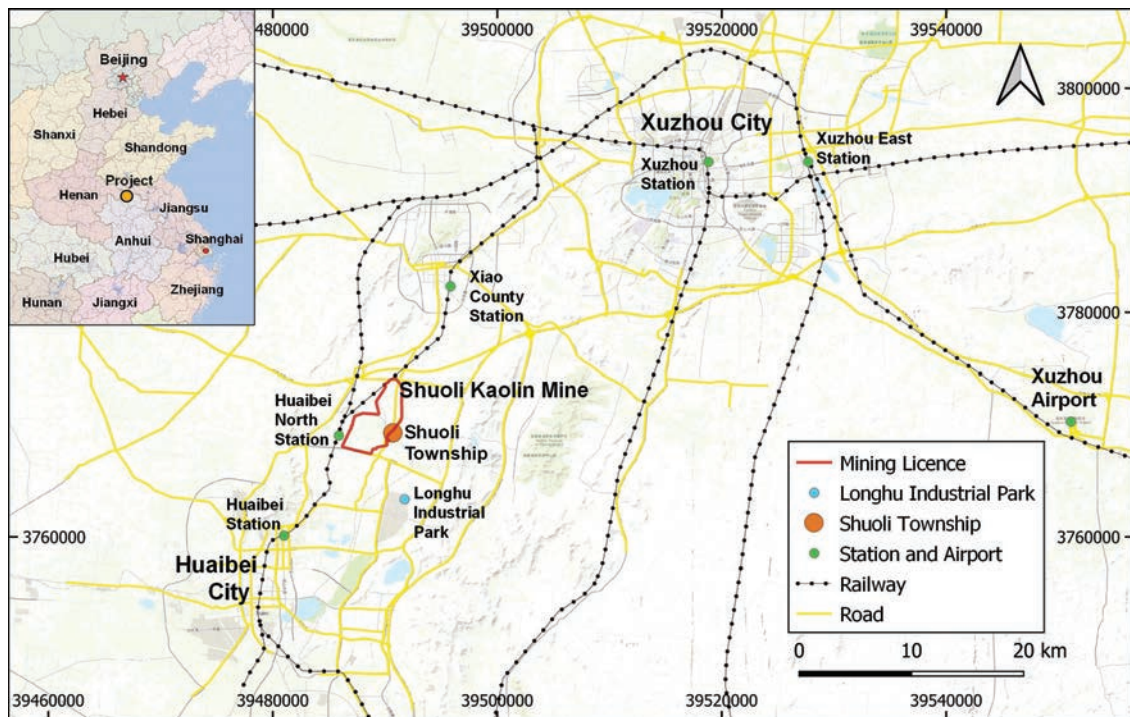 480000
39500000
39520000
39540000
Beijing
Hebei
Shanxi
Shandong
Project
Henan
Jiangsu
Anhui
Shanghai
Hubei
Zhejiang
Hunan
Jiangxi
3800000
Xuzhou City
Xuzhou
Station
Xuzhou East
Station
Xiao
County
Station
3780000
Shuoli Kaolin Mine
Huaibei
North
Station
Shuoli
Township
Xuzhou
Airport
Huaibei
Station
Longhu
Industrial
Park
3760000
3760000
Huaibei
City
Mining Licence
Longhu Industrial Park
Shuoli Township
Station and Airport
Railway
Road
0
10
20 km
39460000
39480000
39500000
39520000
39540000